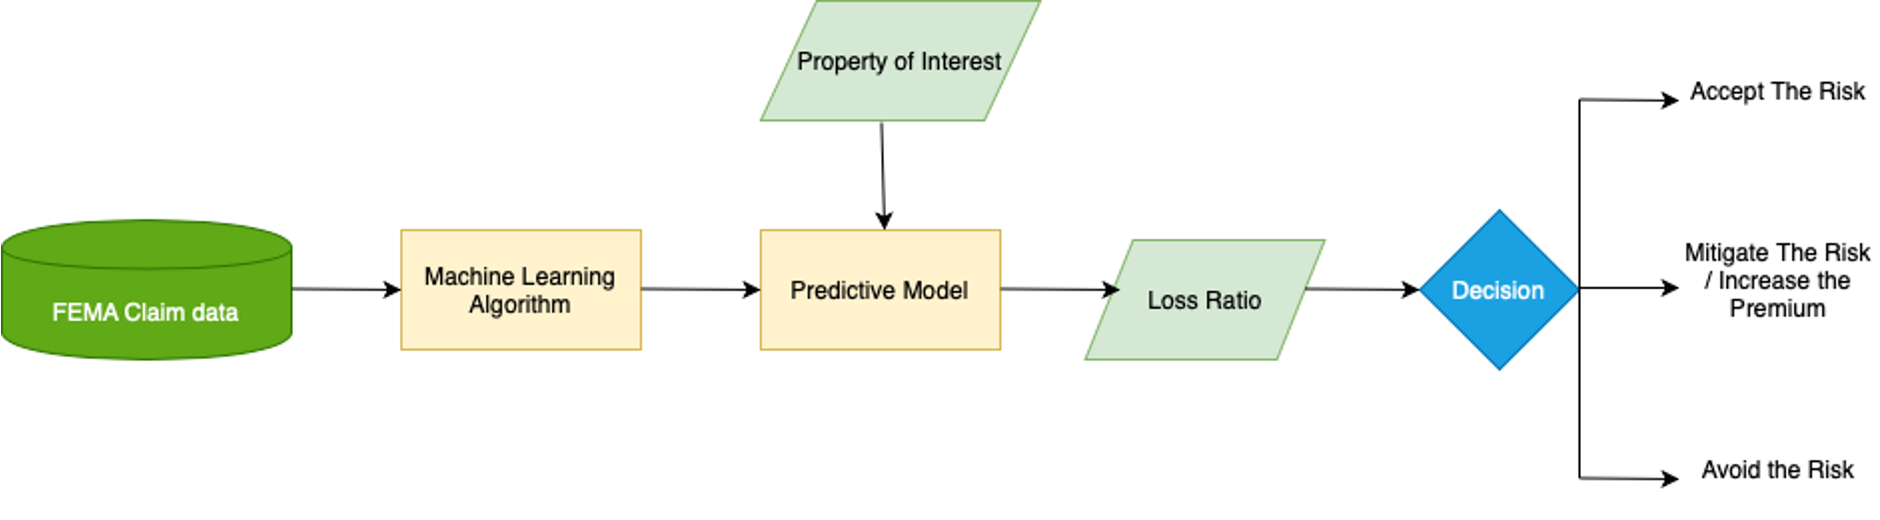 Property of Interest
FEMA Claim data
Machine Learning
Algorithm
Predictive Model
Loss Ratio
Decision
Accept The Risk
Mitigate The Risk
/ Increase the
Premium
Avoid the Risk